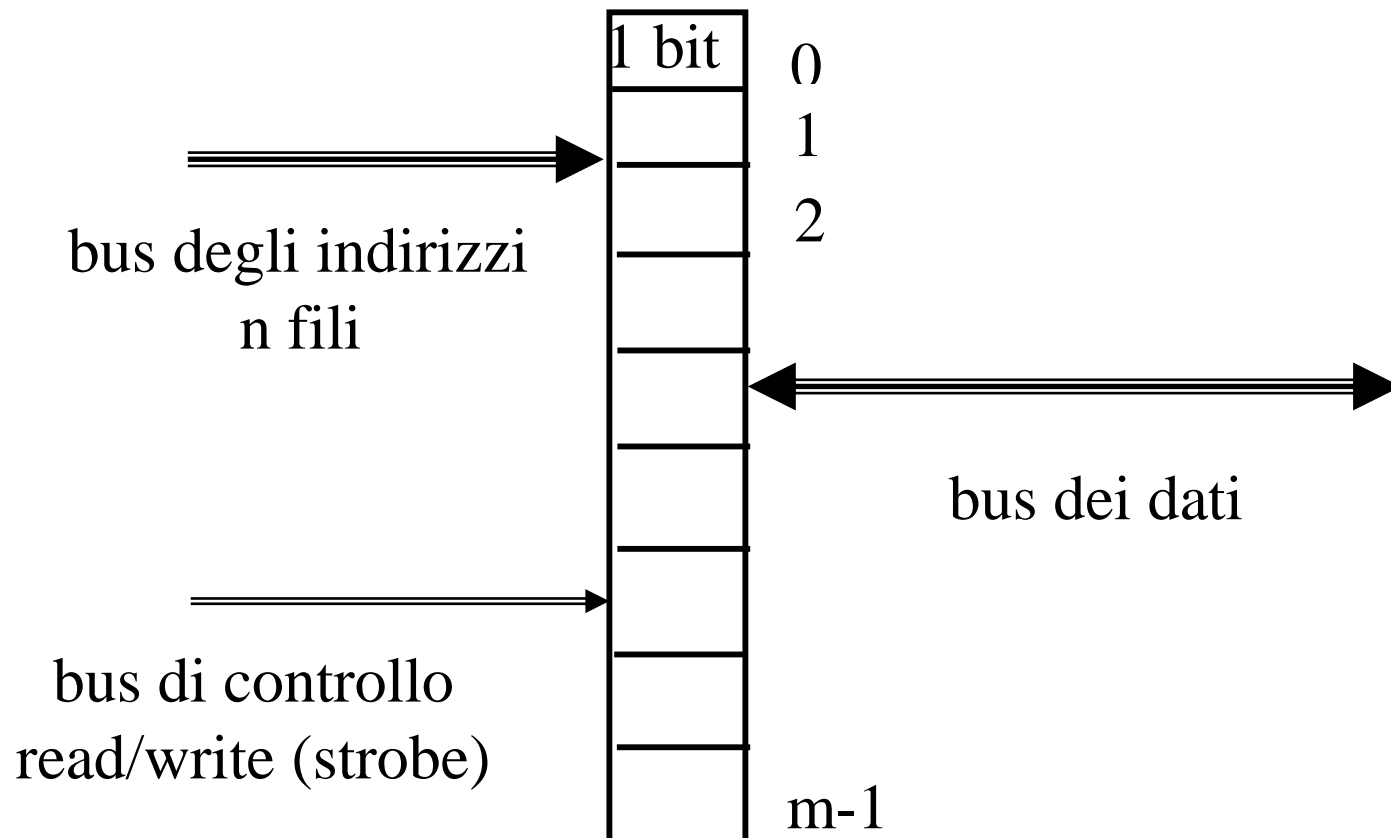 1 bit
0
1
2
bus degli indirizzi
n fili
bus dei dati
bus di controllo
read/write (strobe)
m-1